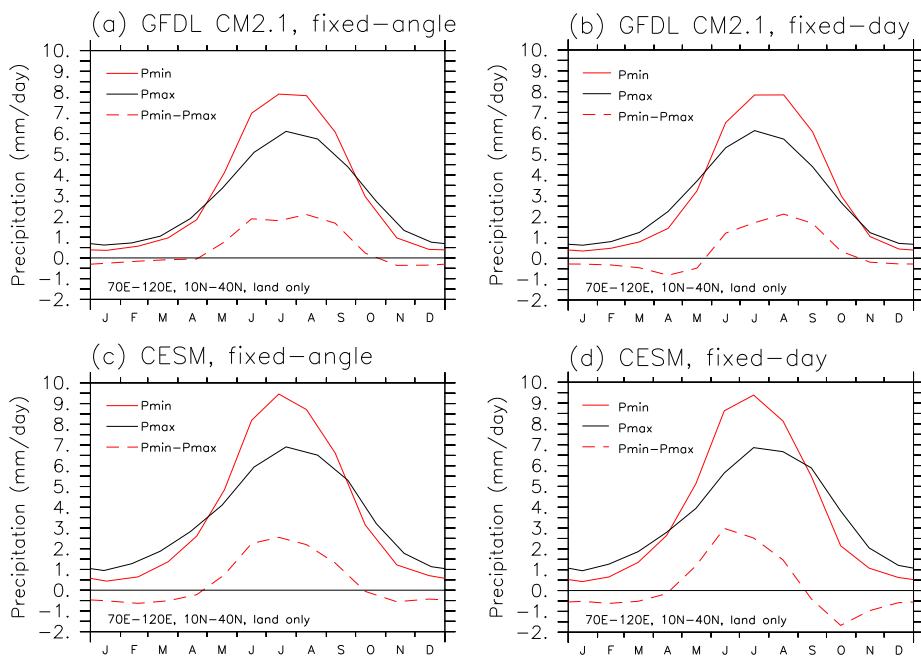 (a) GFDL CM2.1, fixed-angle
Precipitation (mm/day)
10.
9.
8.
7.
6.
5.
4.
3.
2.
1.
0.
-1.
-2.
Pmin
Pmax
Pmin-Pmax
70E-120E, 10N-40N, land only
J F M A M J J A S O N D
(b) GFDL CM2.1, fixed-day
Precipitation (mm/day)
10.
9.
8.
7.
6.
5.
4.
3.
2.
1.
0.
-1.
-2.
Pmin
Pmax
Pmin-Pmax
70E-120E, 10N-40N, land only
J F M A M J J A S O N D
(c) CESM, fixed-angle
Precipitation (mm/day)
10.
9.
8.
7.
6.
5.
4.
3.
2.
1.
0.
-1.
-2.
Pmin
Pmax
Pmin-Pmax
70E-120E, 10N-40N, land only
J F M A M J J A S O N D
(d) CESM, fixed-day
Precipitation (mm/day)
10.
9.
8.
7.
6.
5.
4.
3.
2.
1.
0.
-1.
-2.
Pmin
Pmax
Pmin-Pmax
70E-120E, 10N-40N, land only
J F M A M J J A S O N D